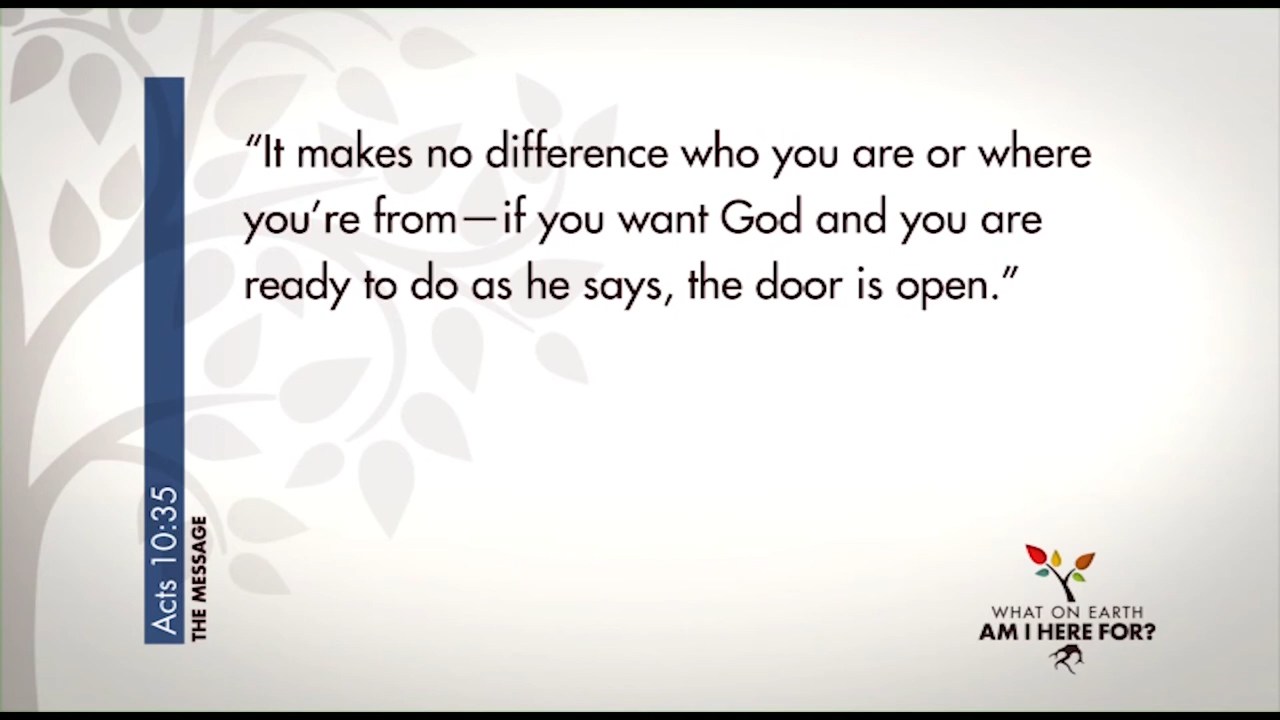 “It makes no difference who you are or where
you’re from—if you want God and you are
ready to do as he says, the door is open.”
Acts 10:35
THE MESSAGE
WHAT ON EARTH
AM I HERE FOR?